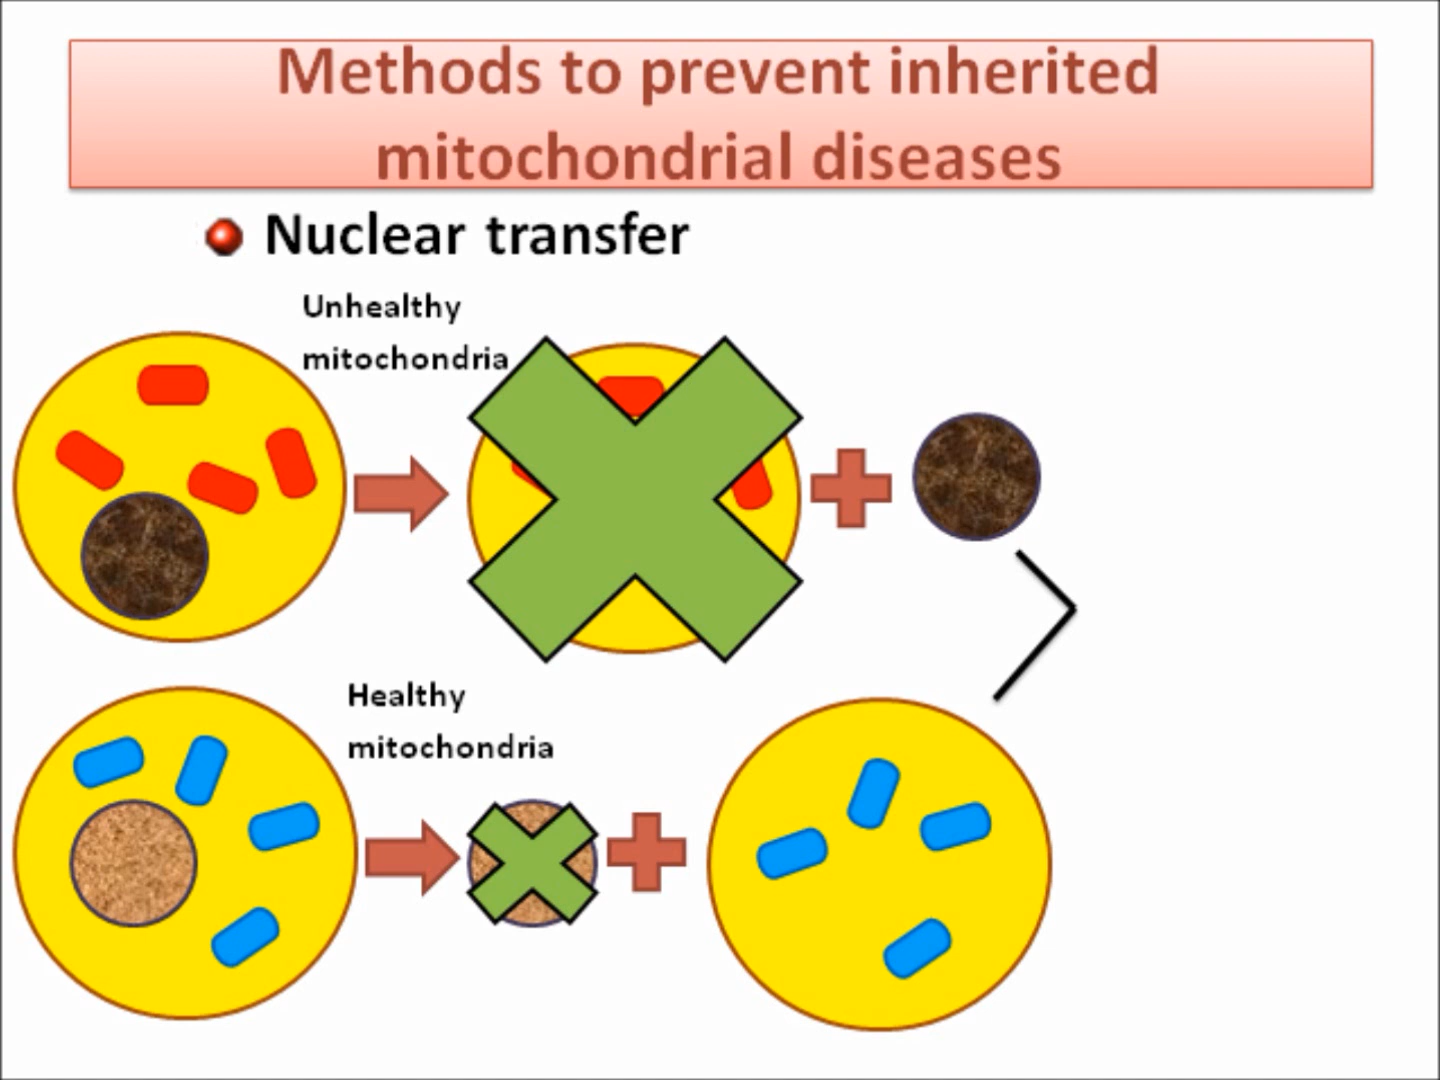 Methods to prevent inherited
mitochondrial diseases
Nuclear transfer
Unhealthy
mitochondria
Healthy
mitochondria